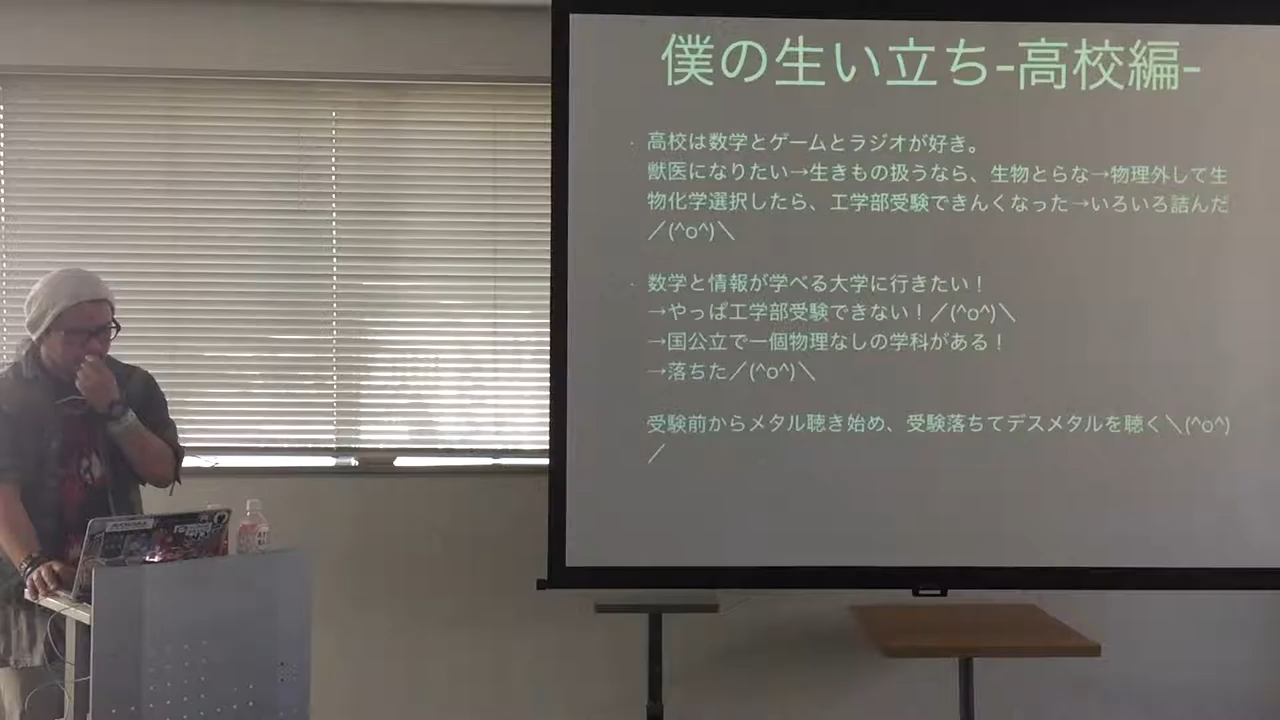 僕の生い立ち-高校編-
・高校は数学とゲームとラジオが好き。
獣医になりたい→生きもの扱うなら、生物とらな→物理外して生
物化学選択したら、工学部受験できんくなった→いろいろ詰んだ
／(^o^)＼
・数学と情報が学べる大学に行きたい！
→やっぱ工学部受験できない！／(^o^)＼
→国公立で一個物理なしの学科がある！
→落ちた／(^o^)＼
受験前からメタル聴き始め、受験落ちてデスメタルを聴く＼(^o^)
／